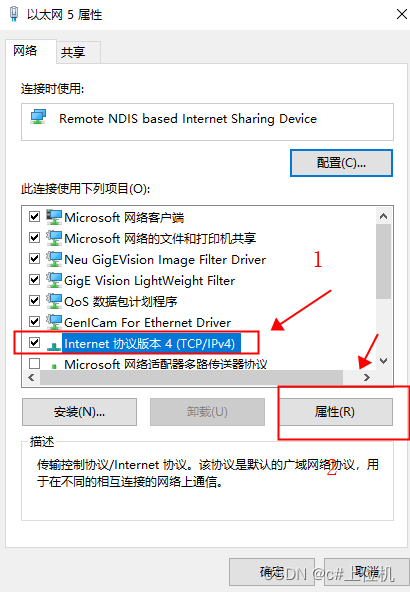 以太网 5 属性
网络
共享
连接时使用:
Remote NDIS based Internet Sharing Device
配置(C)...
此连接使用下列项目(O):
Microsoft 网络客户端
Microsoft 网络的文件和打印机共享
Neu GigEVision Image Filter Driver
GigE Vision LightWeight Filter
QoS 数据包计划程序
GenICam For Ethernet Driver
Internet 协议版本 4 (TCP/IPv4)
Microsoft 网络适配器多路传送器协议
1
安装(N)...
卸载(U)
属性(R)
2
描述
传输控制协议/Internet 协议。该协议是默认的广域网络协议，用
于在不同的相互连接的网络上通信。
确定
取消
CSDN @c#上位机